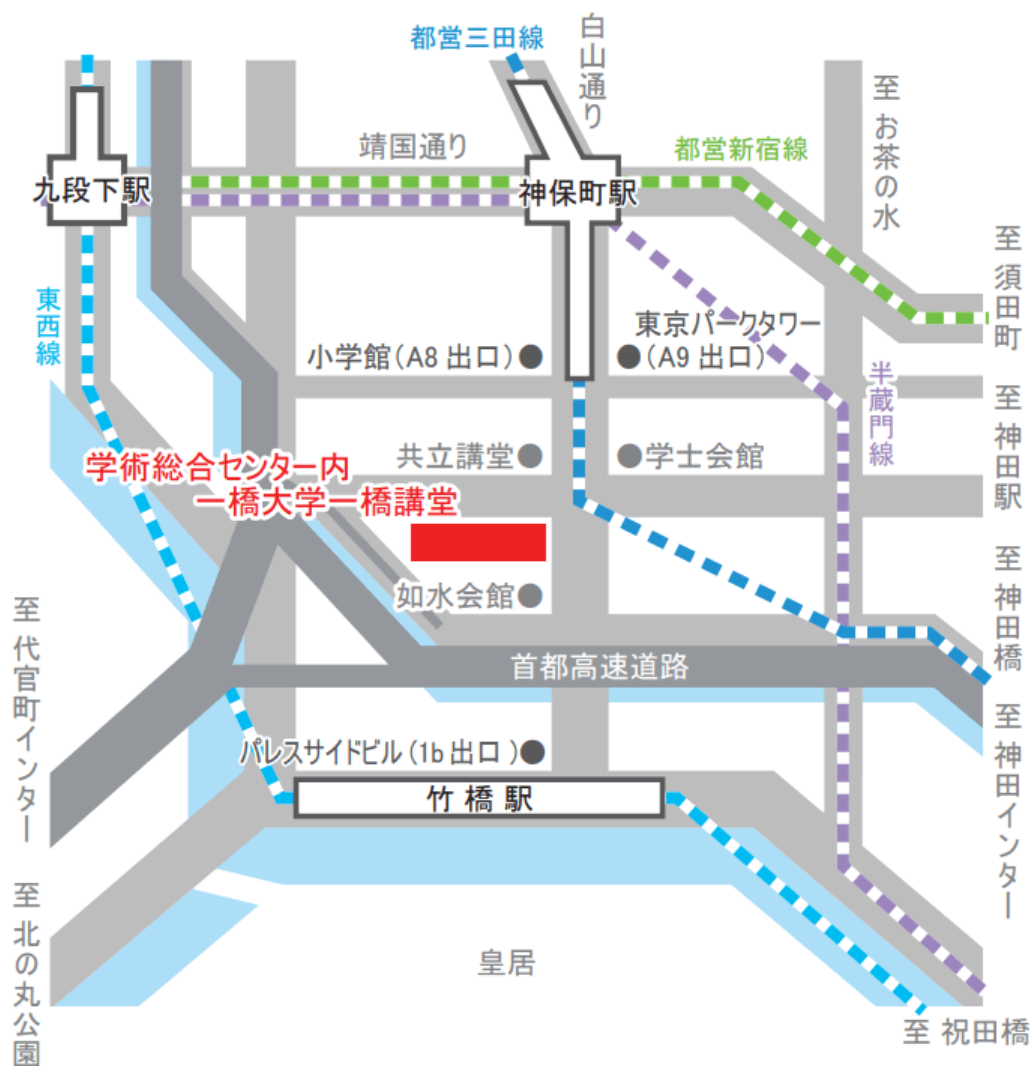 都営三田線
白山通り
至 お茶の水
靖国通り
都営新宿線
九段下駅
神保町駅
至 須田町
東西線
東京パークタワー
小学館（A8 出口）●
●（A9 出口）
半蔵門線
至 神田駅
共立講堂●
●学士会館
学術総合センター内
一橋大学一橋講堂
如水会館●
至 神田橋
至 代官町インター
首都高速道路
至 神田インター
パレスサイドビル（1b 出口）●
竹橋駅
至 北の丸公園
皇居
至 祝田橋